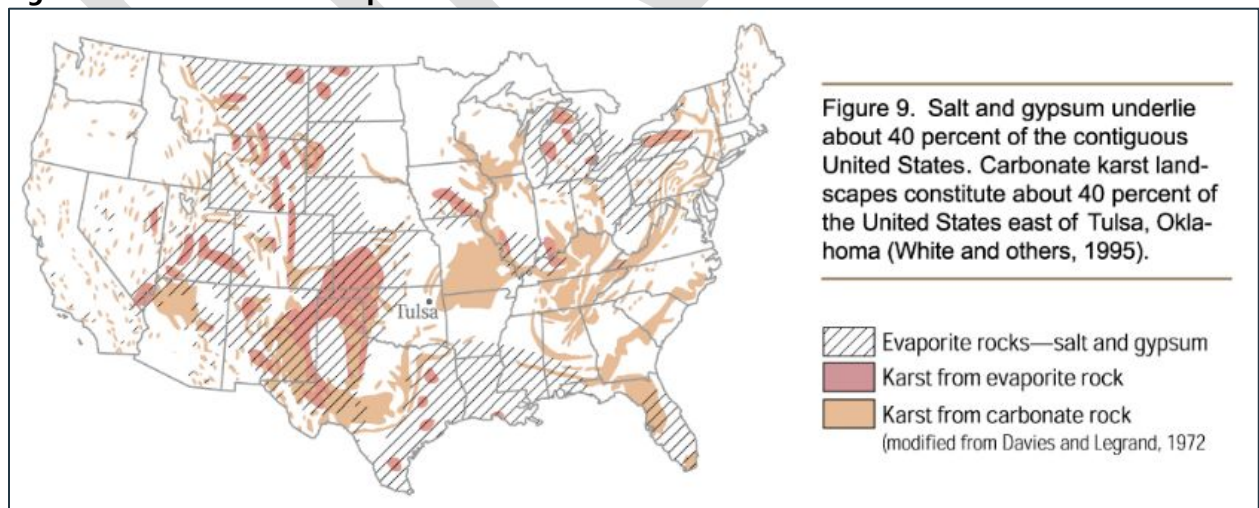 Tulsa
Figure 9. Salt and gypsum underlie
about 40 percent of the contiguous
United States. Carbonate karst land-
scapes constitute about 40 percent of
the United States east of Tulsa, Okla-
homa (White and others, 1995).
Evaporite rocks—salt and gypsum
Karst from evaporite rock
Karst from carbonate rock
(modified from Davies and Legrand, 1972